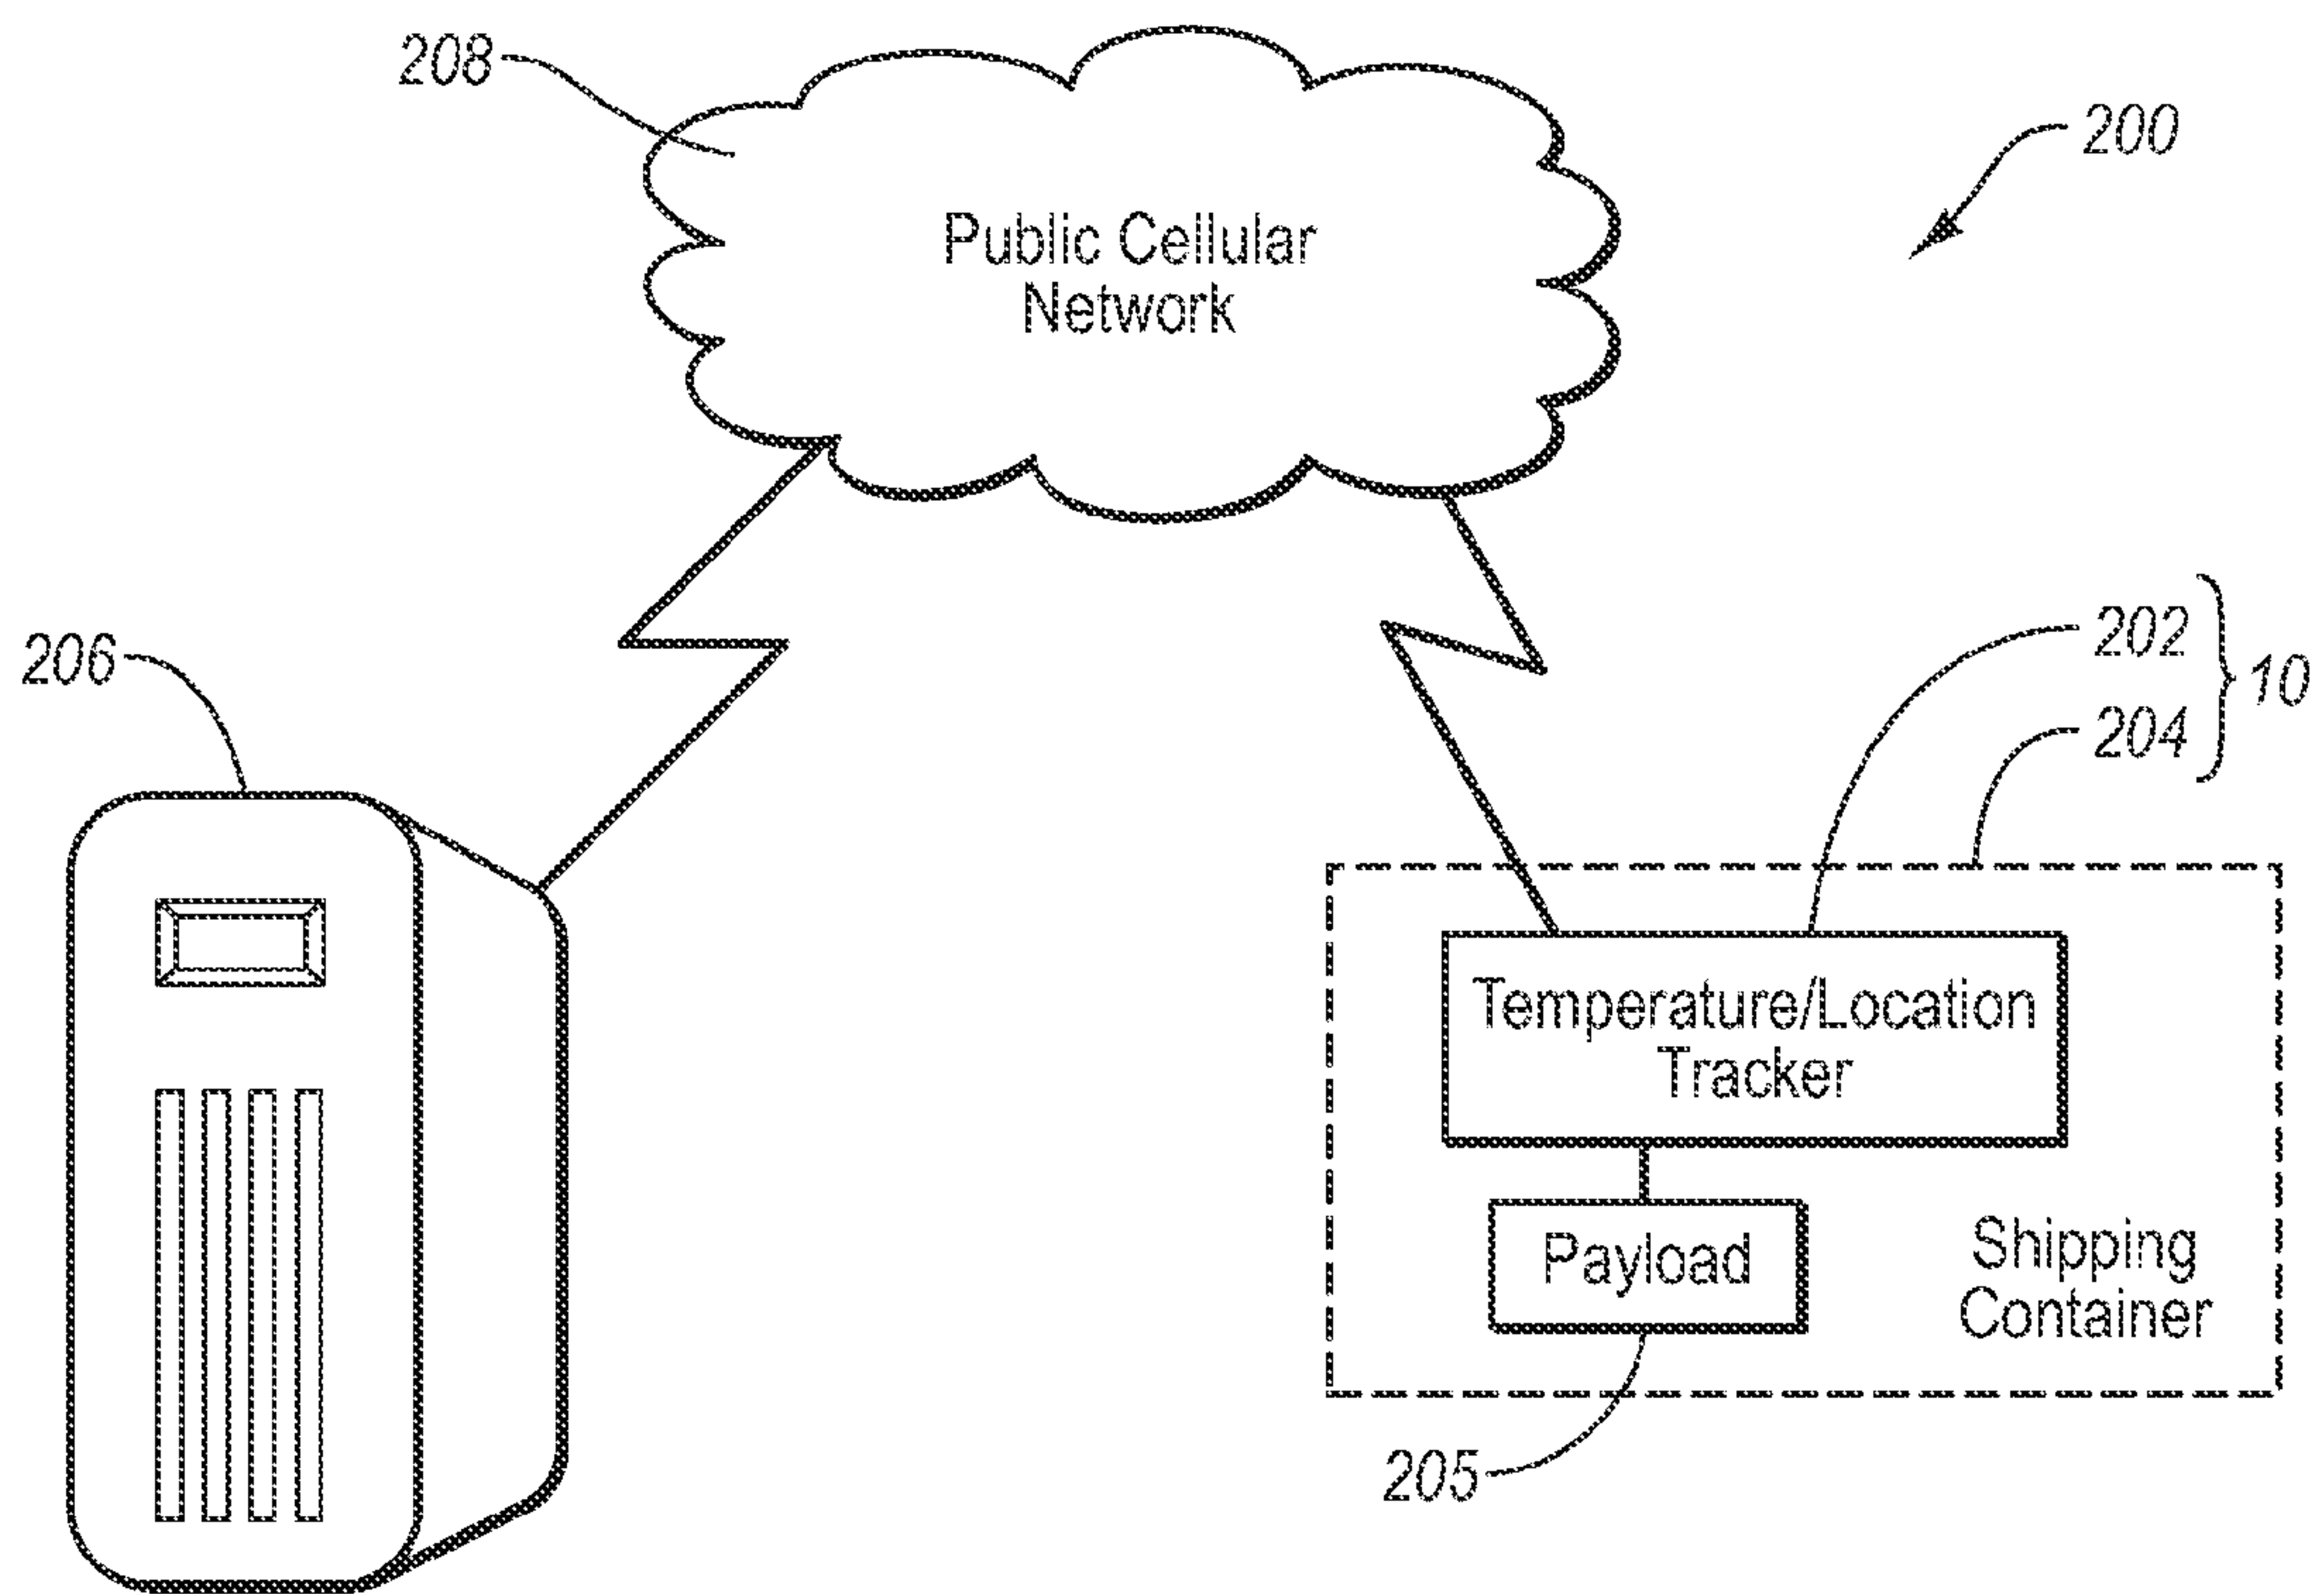 208
200
Public Cellular
Network
206
202
10
204
Temperature/Location
Tracker
Payload
Shipping
Container
205